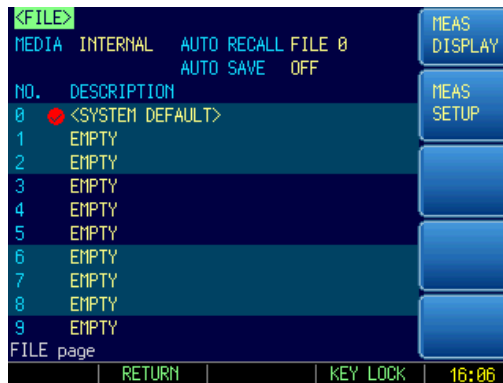 <FILE>
MEDIA INTERNAL AUTO RECALL FILE 0
AUTO SAVE OFF
NO. DESCRIPTION
0 <SYSTEM DEFAULT>
1 EMPTY
2 EMPTY
3 EMPTY
4 EMPTY
5 EMPTY
6 EMPTY
7 EMPTY
8 EMPTY
9 EMPTY
FILE page
MEAS
DISPLAY
MEAS
SETUP
RETURN KEY LOCK 16:06